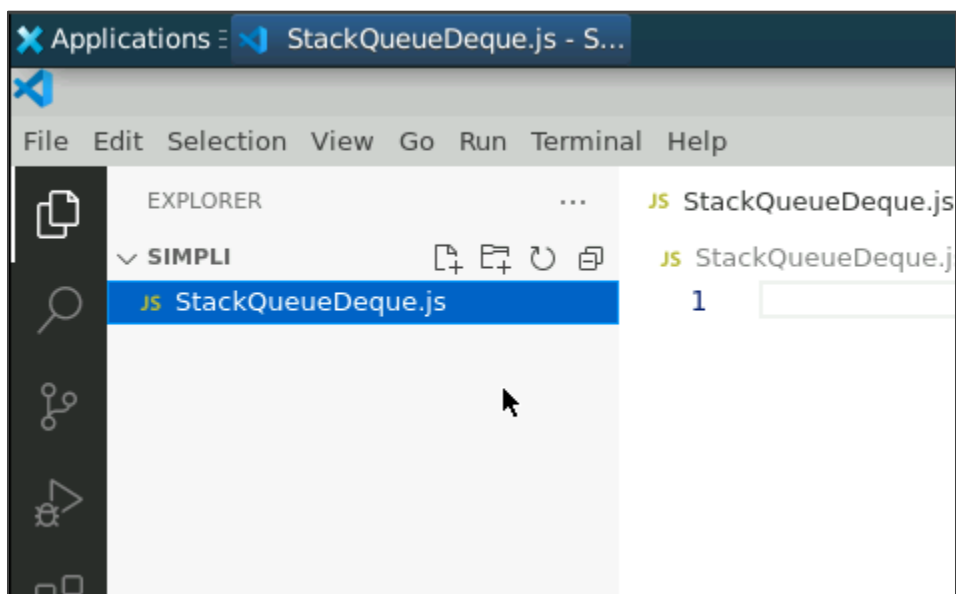 Applications StackQueueDeque.js - S...
File Edit Selection View Go Run Terminal Help
EXPLORER ...
JS StackQueueDeque.js
SIMPLI
JS StackQueueDeque.j
JS StackQueueDeque.js
1